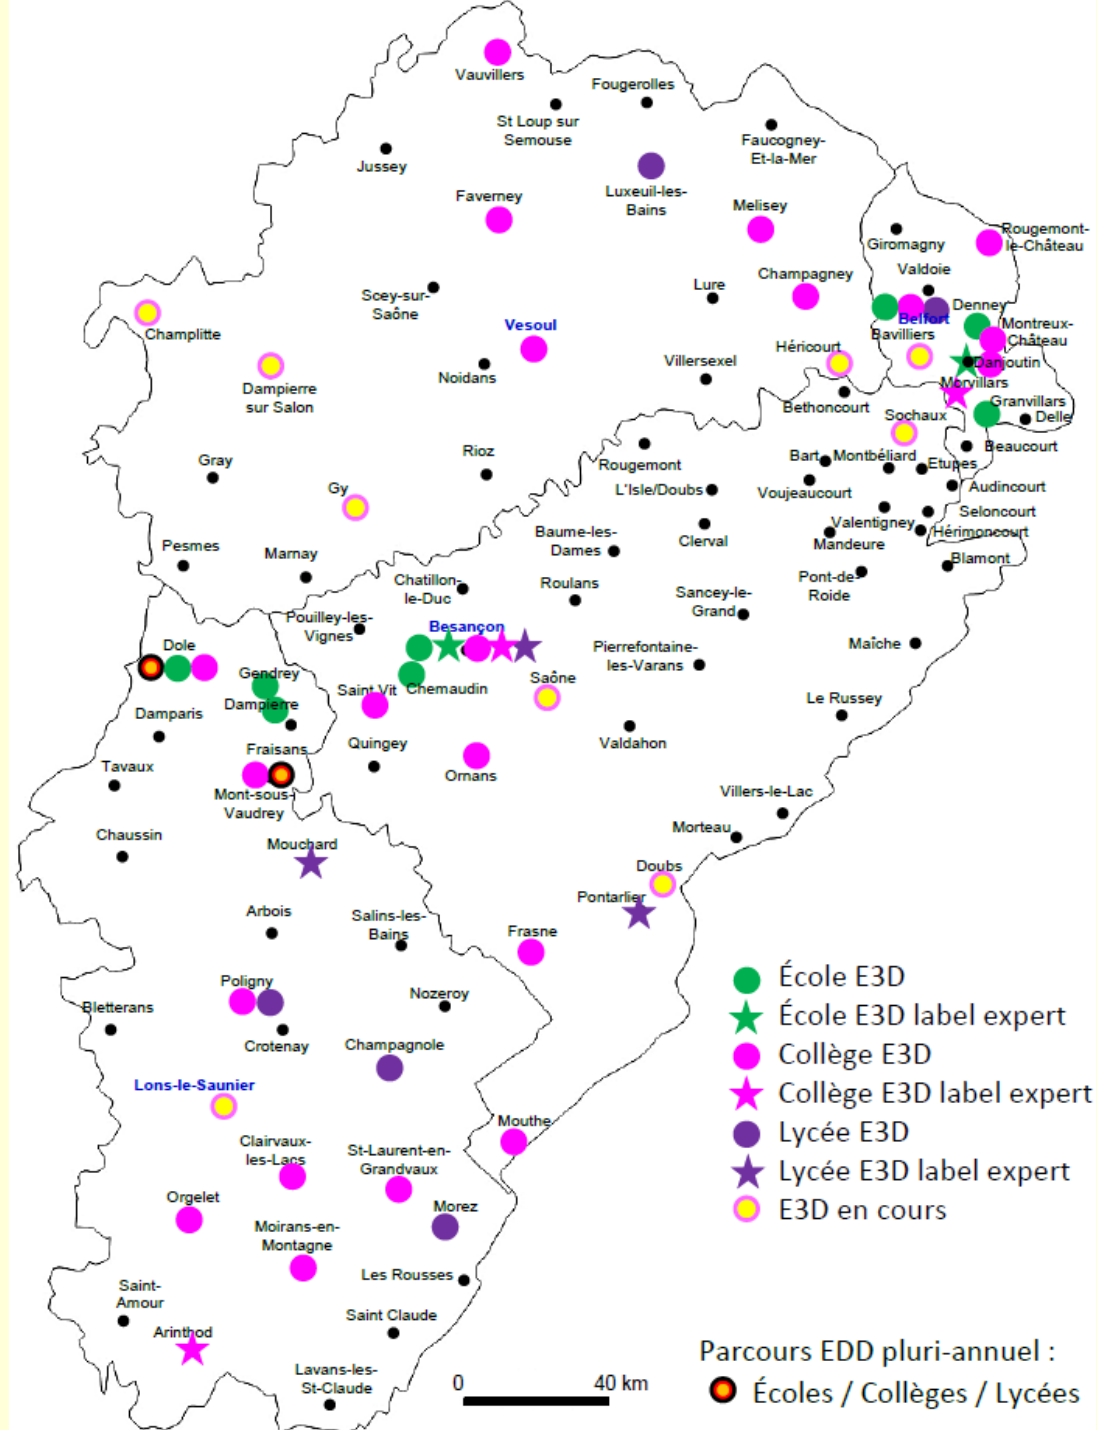 Vauvillers
Fougerolles
St Loup sur
Semouse
Faucogney-
Et-la-Mer
Jussey
Luxeuil-les-
Bains
Faverney
Melisey
Rougemont-
le-Château
Giromagny
Valdoie
Champagney
Lure
Scey-sur-
Saône
Denney
Belfort
Montreux-
Château
Champlitte
Vesoul
Bavilliers
Héricourt
Villersexel
Danjoutin
Noidans
Morvillars
Dampierre
sur Salon
Bethoncourt
Granvillars
Delle
Sochaux
Beaucourt
Rioz
Gray
Rougemont
Bart
Montbéliard
Etupes
L'Isle/Doubs
Voujeaucourt
Audincourt
Gy
Seloncourt
Valentigney
Hérimoncourt
Clerval
Mandeure
Baume-les-
Dames
Pesmes
Marnay
Blamont
Chatillon-
le-Duc
Roulans
Pont-de-
Roide
Sancey-le-
Grand
Pouilley-les-
Vignes
Besançon
Dole
Maîche
Pierrefontaine-
les-Varans
Gendrey
Saint Vit
Chemaudin
Saône
Dampierre
Le Russey
Damparis
Quingey
Valdahon
Fraisans
Tavaux
Ornans
Mont-sous-
Vaudrey
Villers-le-Lac
Chaussin
Morteau
Mouchard
Doubs
Pontarlier
Arbois
Salins-les-
Bains
Frasne
Poligny
Nozeroy
Bletterans
Crotenay
Champagnole
Lons-le-Saunier
Mouthe
Clairvaux-
les-Lacs
St-Laurent-en-
Grandvaux
Orgelet
Morez
Moirans-en-
Montagne
Les Rousses
Saint-
Amour
Saint Claude
Arinthod
Lavans-les-
St-Claude
0 40 km
École E3D
École E3D label expert
Collège E3D
Collège E3D label expert
Lycée E3D
Lycée E3D label expert
E3D en cours
Parcours EDD pluri-annuel :
Écoles / Collèges / Lycées